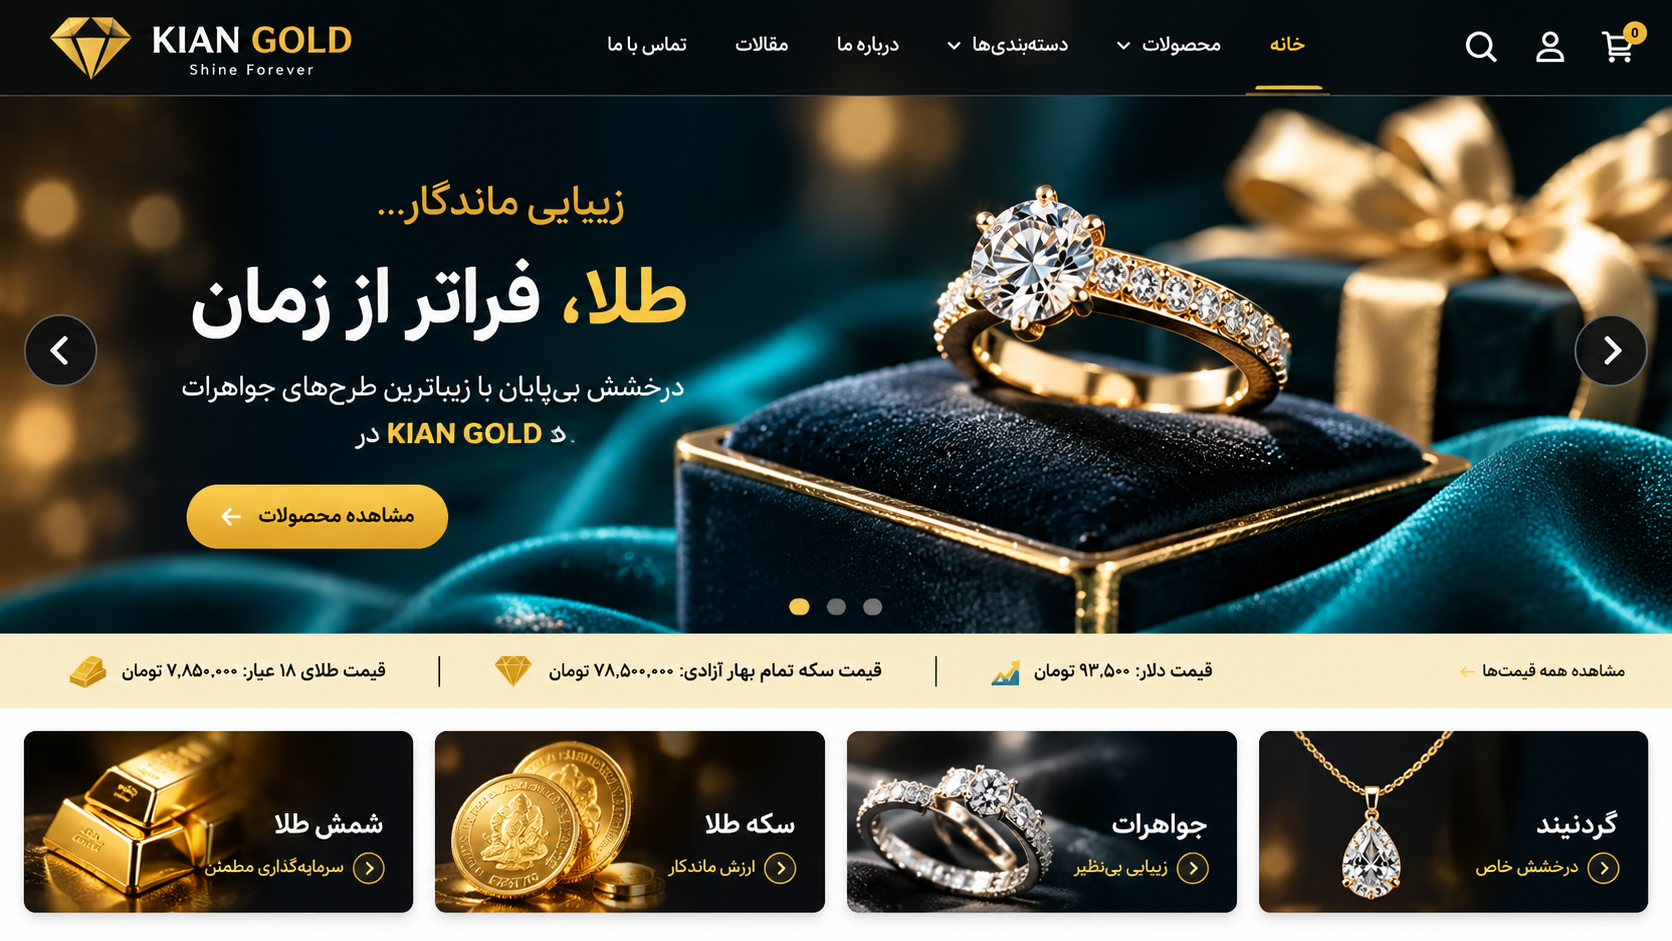 KIAN GOLD
Shine Forever
خانه
محصولات
دسته‌بندی‌ها
درباره ما
مقالات
تماس با ما
0
زیبایی ماندگار...
طلا، فراتر از زمان
درخشش بی‌پایان با زیباترین طرح‌های جواهرات
در KIAN GOLD
مشاهده محصولات
قیمت طلای ۱۸ عیار: ۷,۸۵۰,۰۰۰ تومان
قیمت سکه تمام بهار آزادی: ۷۸,۵۰۰,۰۰۰ تومان
قیمت دلار: ۹۳,۵۰۰ تومان
مشاهده همه قیمت‌ها
شمش طلا
سرمایه‌گذاری مطمئن
سکه طلا
ارزش ماندگار
جواهرات
زیبایی بی‌نظیر
گردنیند
درخشش خاص